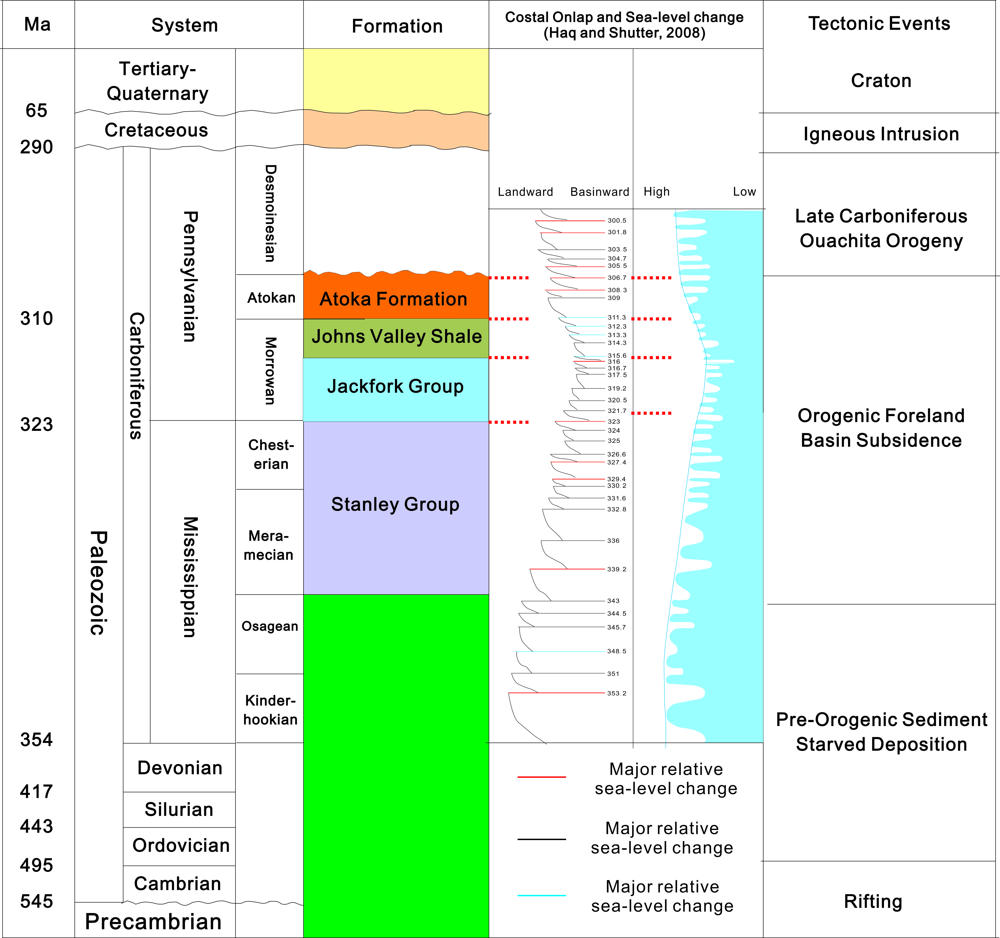 Ma
System
Formation
Costal Onlap and Sea-level change
(Haq and Shutter, 2008)
Tectonic Events
65
290
310
323
354
417
443
495
545
Tertiary-
Quaternary
Cretaceous
Paleozoic
Carboniferous
Pennsylvanian
Mississippian
Devonian
Silurian
Ordovician
Cambrian
Precambrian
Desmoinesian
Atokan
Morrowan
Chest-
erian
Mera-
mecian
Osagean
Kinder-
hookian
Atoka Formation
Johns Valley Shale
Jackfork Group
Stanley Group
Landward
Basinward
High
Low
300.5
301.8
303.5
304.7
305.5
306.7
308.3
309
311.3
312.3
313.3
314.3
315.6
316
316.7
317.5
319.2
320.5
321.7
323
324
325
326.6
327.4
329.4
330.2
331.6
332.8
336
339.2
343
344.5
345.7
348.5
351
353.2
Major relative
sea-level change
Major relative
sea-level change
Major relative
sea-level change
Craton
Igneous Intrusion
Late Carboniferous
Ouachita Orogeny
Orogenic Foreland
Basin Subsidence
Pre-Orogenic Sediment
Starved Deposition
Rifting